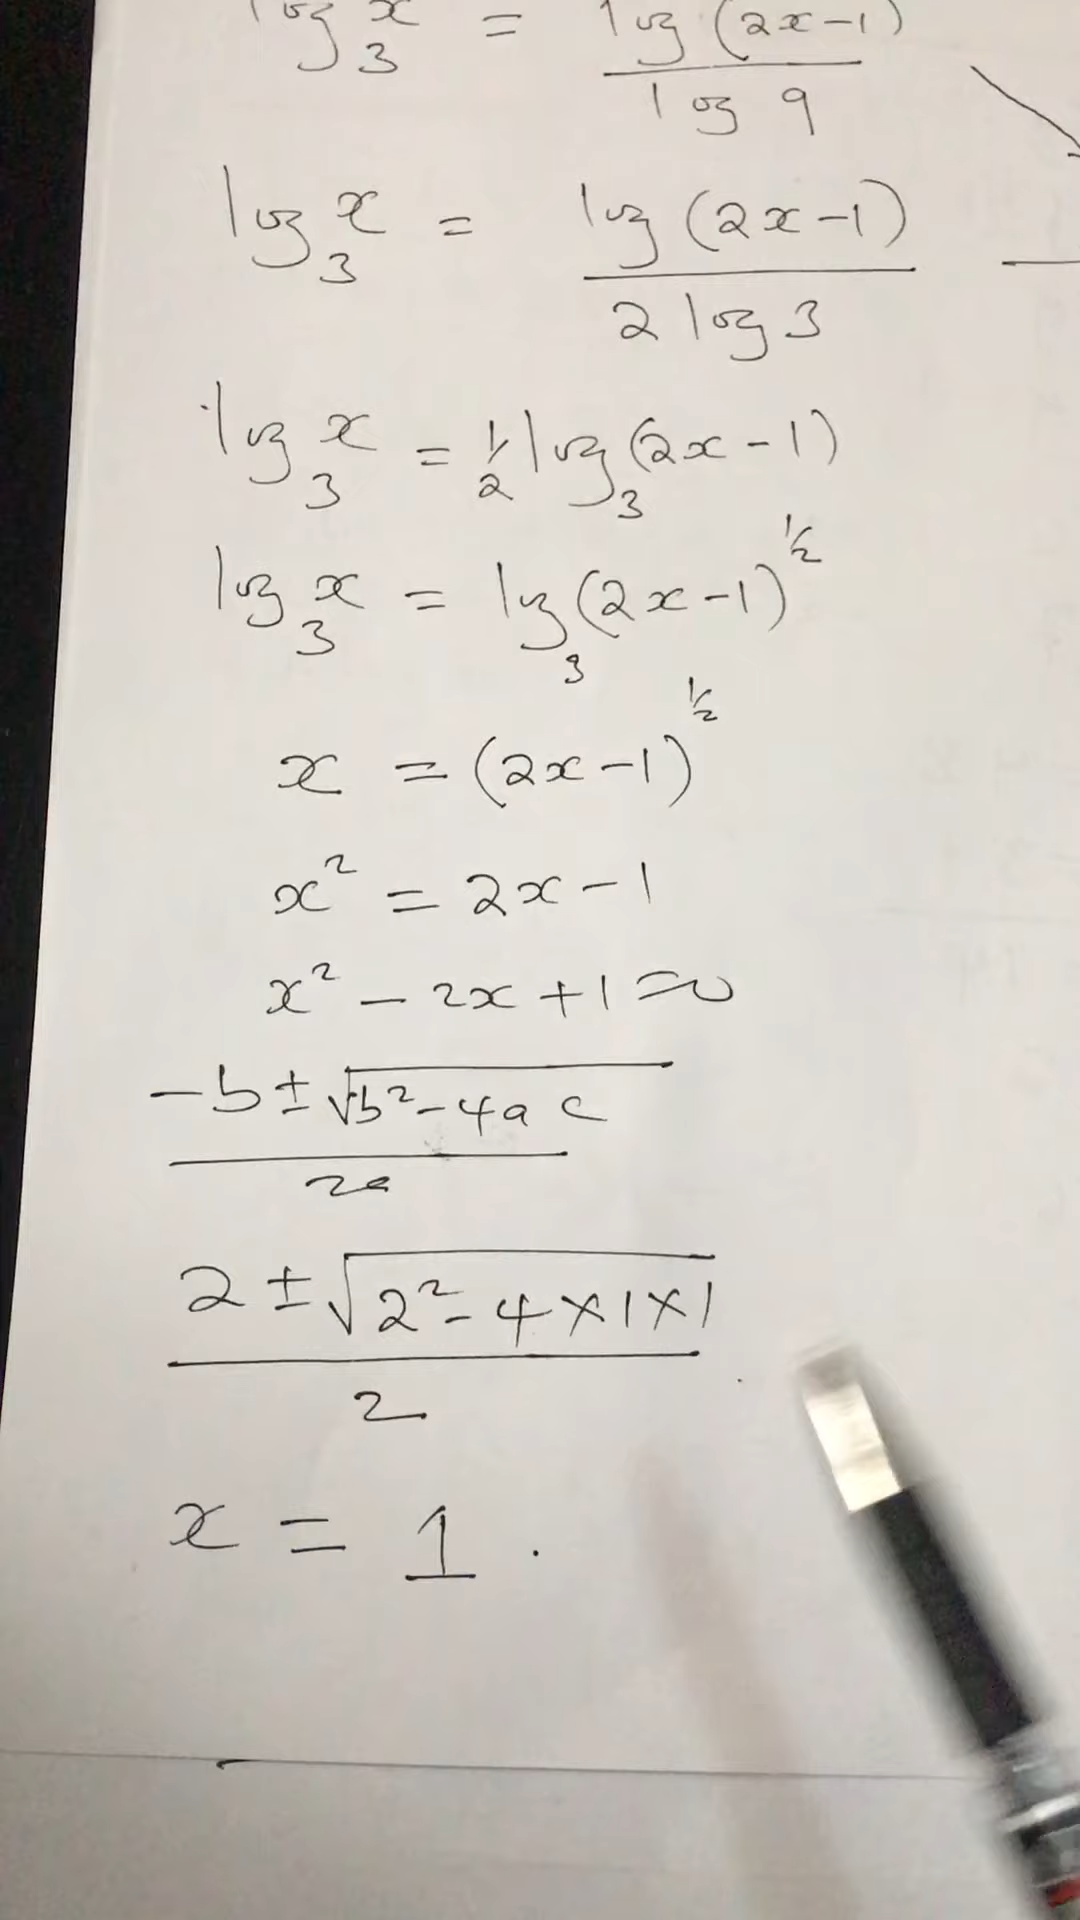 log₃ x = log (2x-1) / log 9
log₃ x = log (2x-1) / 2 log 3
log₃ x = 1/2 log₃ (2x-1)
log₃ x = lg₃ (2x-1)^1/2
x = (2x-1)^1/2
x² = 2x-1
x² - 2x + 1 = 0
-b ± √b²-4ac / 2a
2 ± √2²-4×1×1 / 2
x = 1.